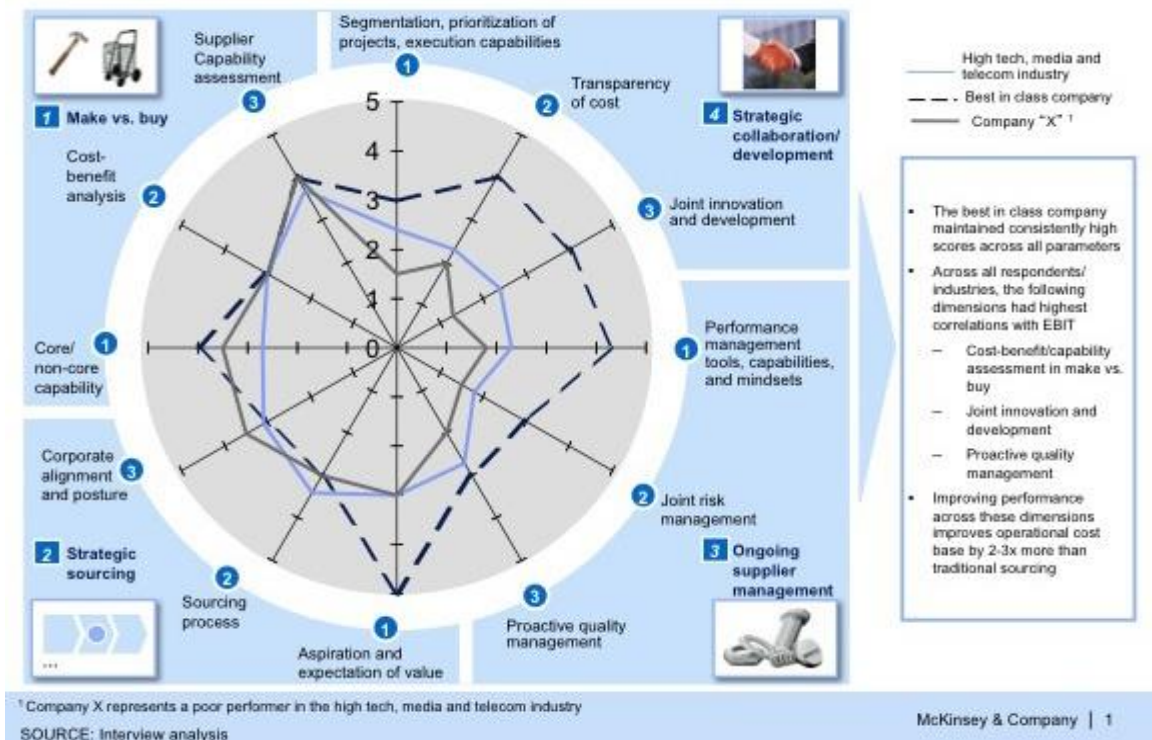 Segmentation, prioritization of
projects, execution capabilities
1
Supplier
Capability
assessment
3
Transparency
of cost
2
1 Make vs. buy
4 Strategic
collaboration/
development
Cost-
benefit
analysis
2
Joint innovation
and development
3
5
4
3
2
1
0
Core/
non-core
capability
1
Performance
management
tools, capabilities,
and mindsets
1
Corporate
alignment
and posture
3
Joint risk
management
2
2 Strategic
sourcing
3 Ongoing
supplier
management
Sourcing
process
2
Proactive quality
management
3
1
Aspiration and
expectation of value
...
High tech, media and
telecom industry
Best in class company
Company “X” 1
▪ The best in class company
maintained consistently high
scores across all parameters
▪ Across all respondents/
industries, the following
dimensions had highest
correlations with EBIT
– Cost-benefit/capability
assessment in make vs.
buy
– Joint innovation and
development
– Proactive quality
management
▪ Improving performance
across these dimensions
improves operational cost
base by 2-3x more than
traditional sourcing
1 Company X represents a poor performer in the high tech, media and telecom industry
SOURCE: Interview analysis
McKinsey & Company | 1